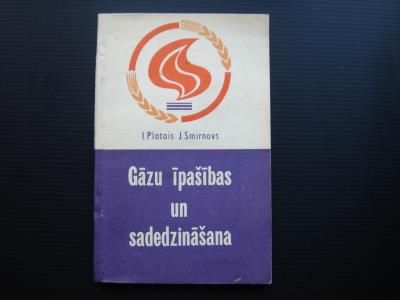 I.Platais J.Smirnovs
Gāzu īpašības
un
sadedzināšana